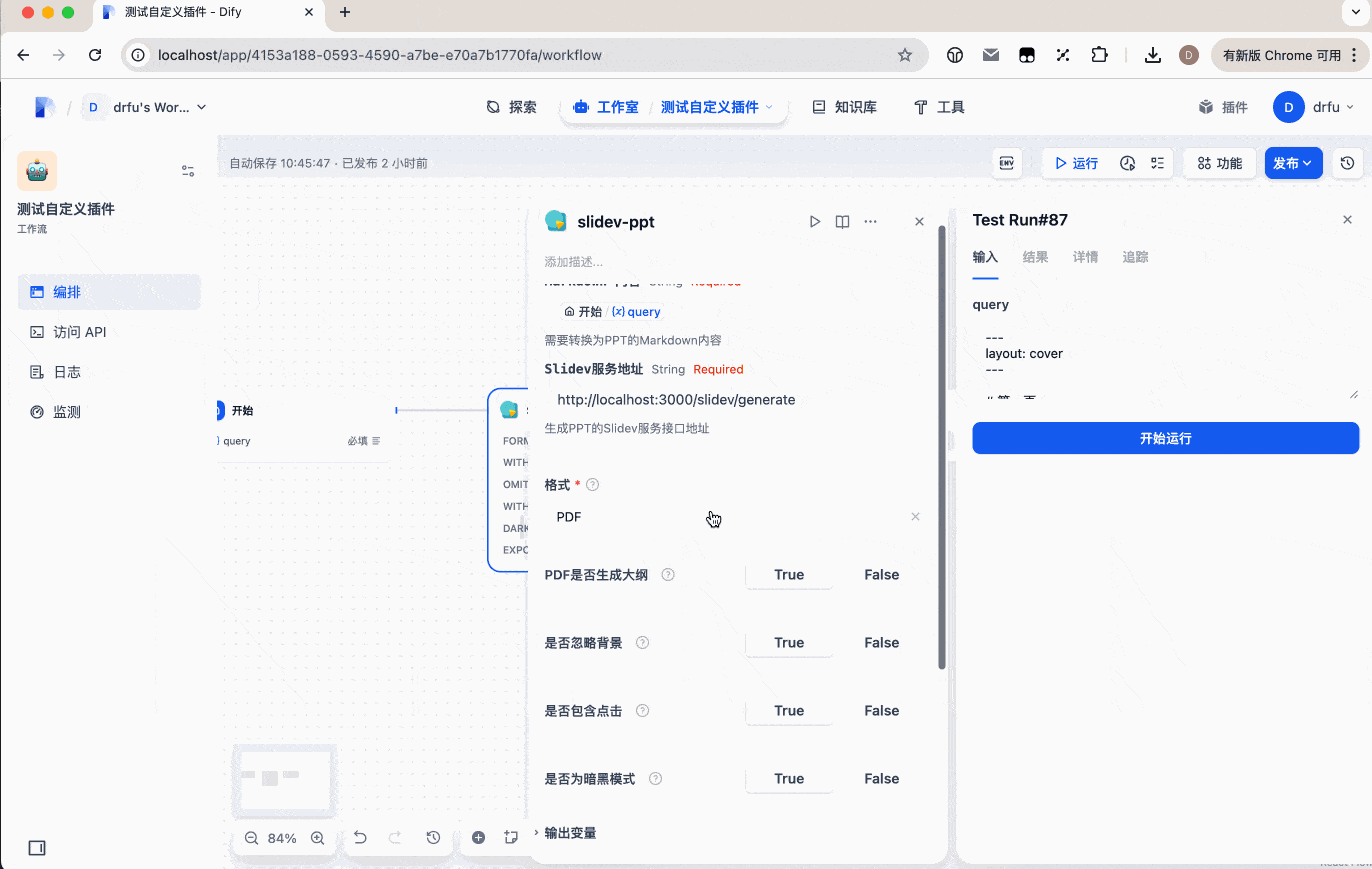 测试自定义插件 - Dify
localhost/app/4153a188-0593-4590-a7be-e70a7b1770fa/workflow
D
有新版 Chrome 可用
D
drfu's Wor...
探索
工作室
测试自定义插件
知识库
工具
插件
D
drfu
测试自定义插件
工作流
编排
访问 API
日志
监测
自动保存 10:45:47 · 已发布 2 小时前
ENV
运行
功能
发布
开始
query
必填
FORM
WITH
OMIT
WITH
DARK
EXPO
84%
slidev-ppt
添加描述...
String Required
开始 / {x} query
需要转换为PPT的Markdown内容
Slidev服务地址 String Required
http://localhost:3000/slidev/generate
生成PPT的Slidev服务接口地址
格式 *
PDF
PDF是否生成大纲 True False
是否忽略背景 True False
是否包含点击 True False
是否为暗黑模式 True False
输出变量
Test Run#87
输入 结果 详情 追踪
query
---
layout: cover
---
开始运行